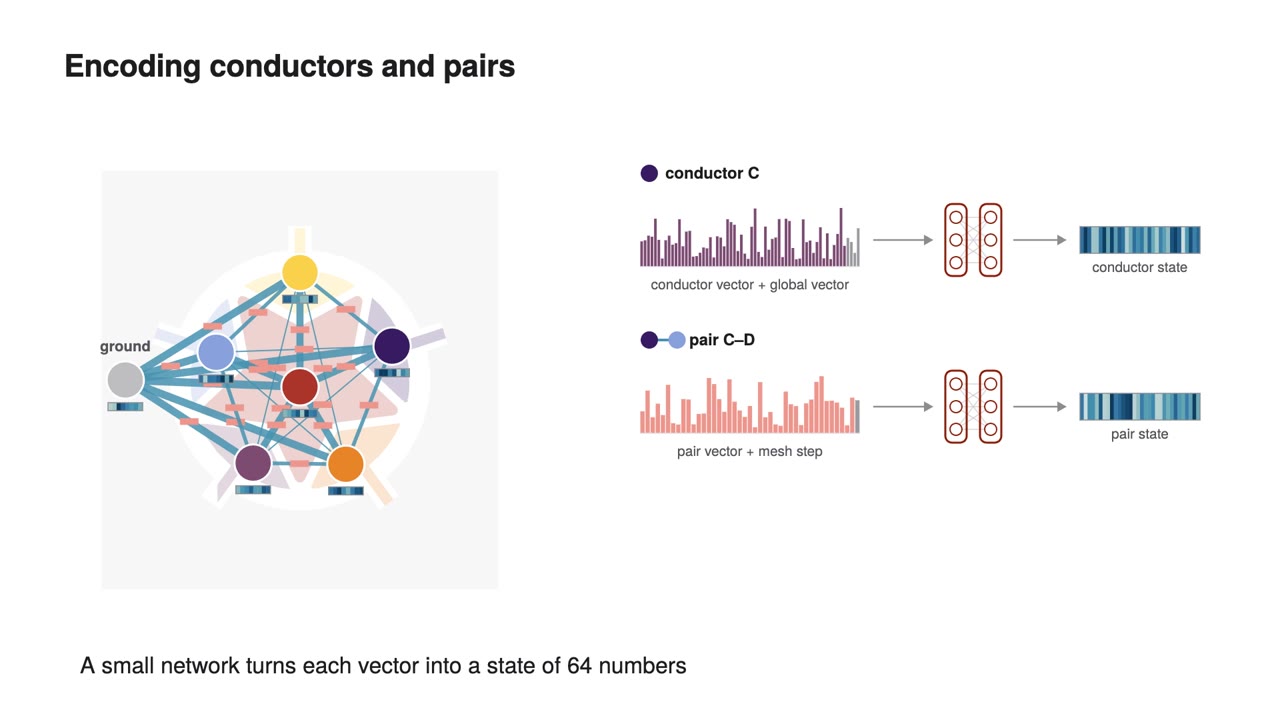 Encoding conductors and pairs
conductor C
conductor vector + global vector
conductor state
ground
pair C–D
pair vector + mesh step
pair state
A small network turns each vector into a state of 64 numbers